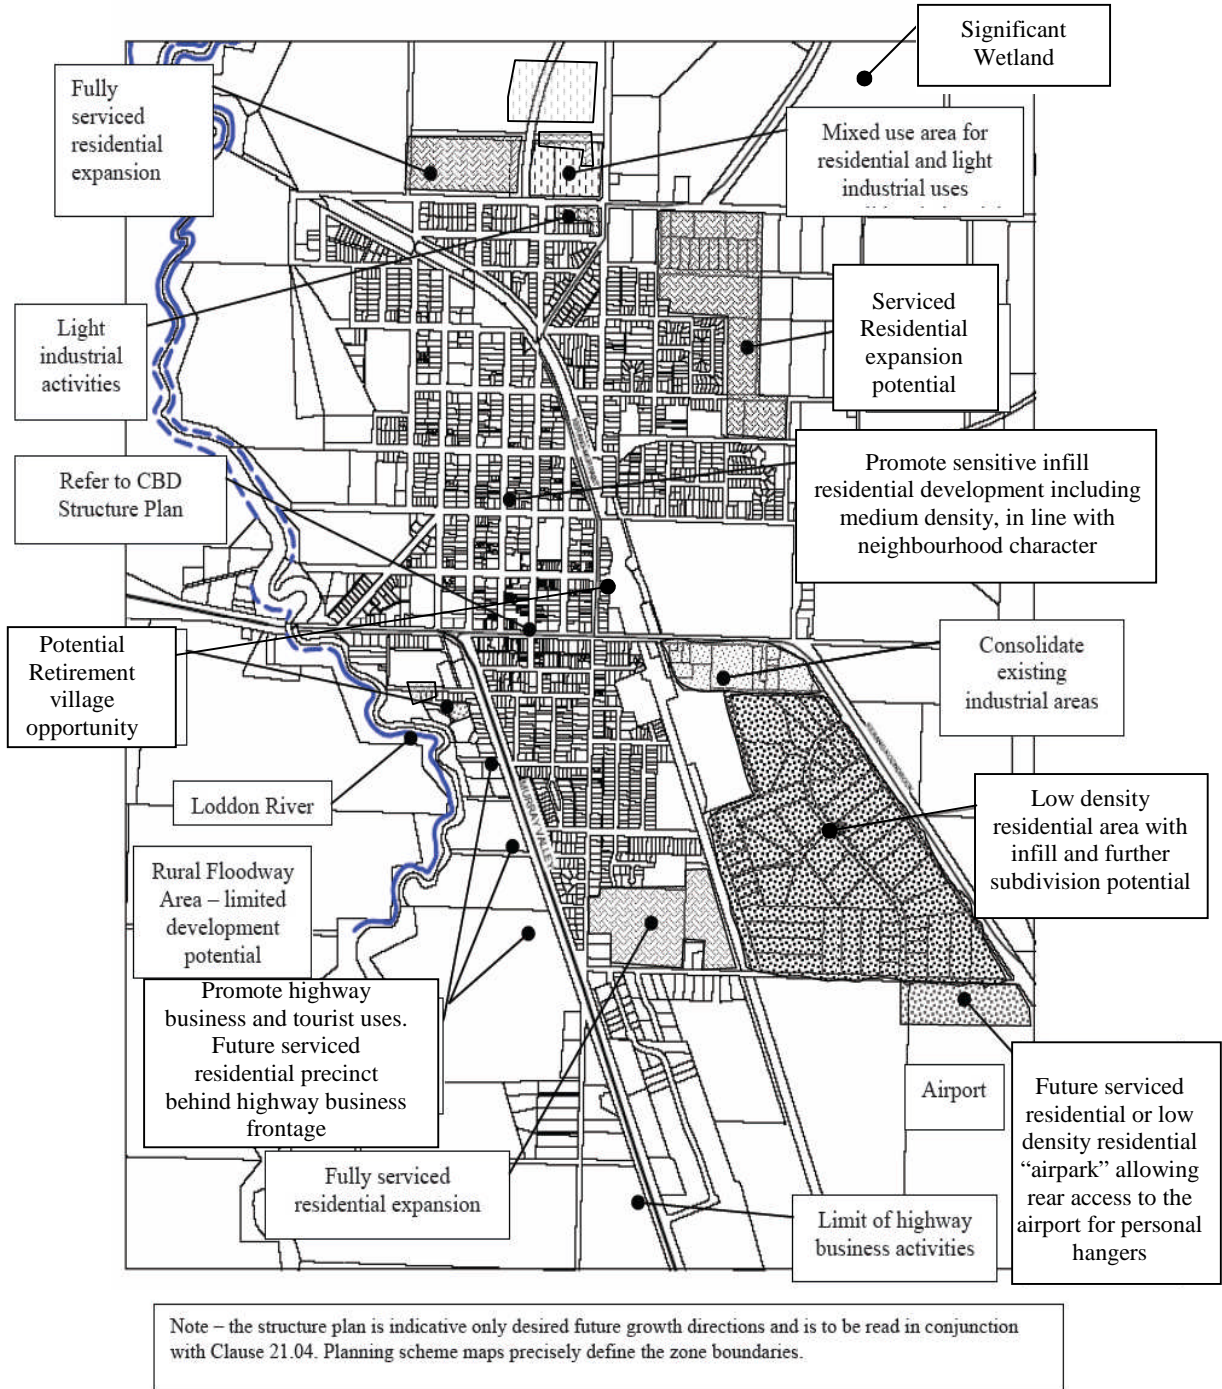 Significant
Wetland
Fully
serviced
residential
expansion
Mixed use area for
residential and light
industrial uses
Serviced
Residential
expansion
potential
Light
industrial
activities
Promote sensitive infill
residential development including
medium density, in line with
neighbourhood character
Refer to CBD
Structure Plan
Potential
Retirement
village
opportunity
Consolidate
existing
industrial areas
Loddon River
MURRAY VALLEY
Low density
residential area with
infill and further
subdivision potential
Rural Floodway
Area – limited
development
potential
Promote highway
business and tourist uses.
Future serviced
residential precinct
behind highway business
frontage
Airport
Future serviced
residential or low
density residential
“airpark” allowing
rear access to the
airport for personal
hangers
Fully serviced
residential expansion
Limit of highway
business activities
Note – the structure plan is indicative only desired future growth directions and is to be read in conjunction
with Clause 21.04. Planning scheme maps precisely define the zone boundaries.